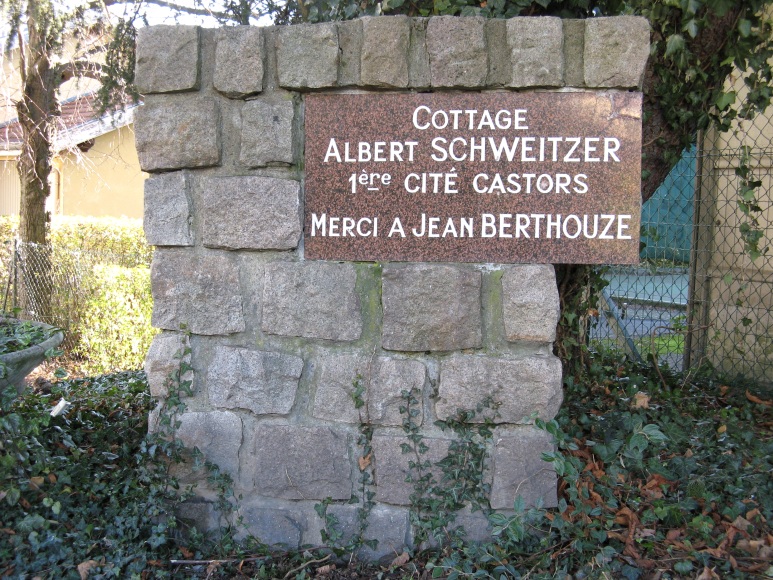 COTTAGE
ALBERT SCHWEITZER
1ère CITÉ CASTORS
MERCI A JEAN BERTHOUZE